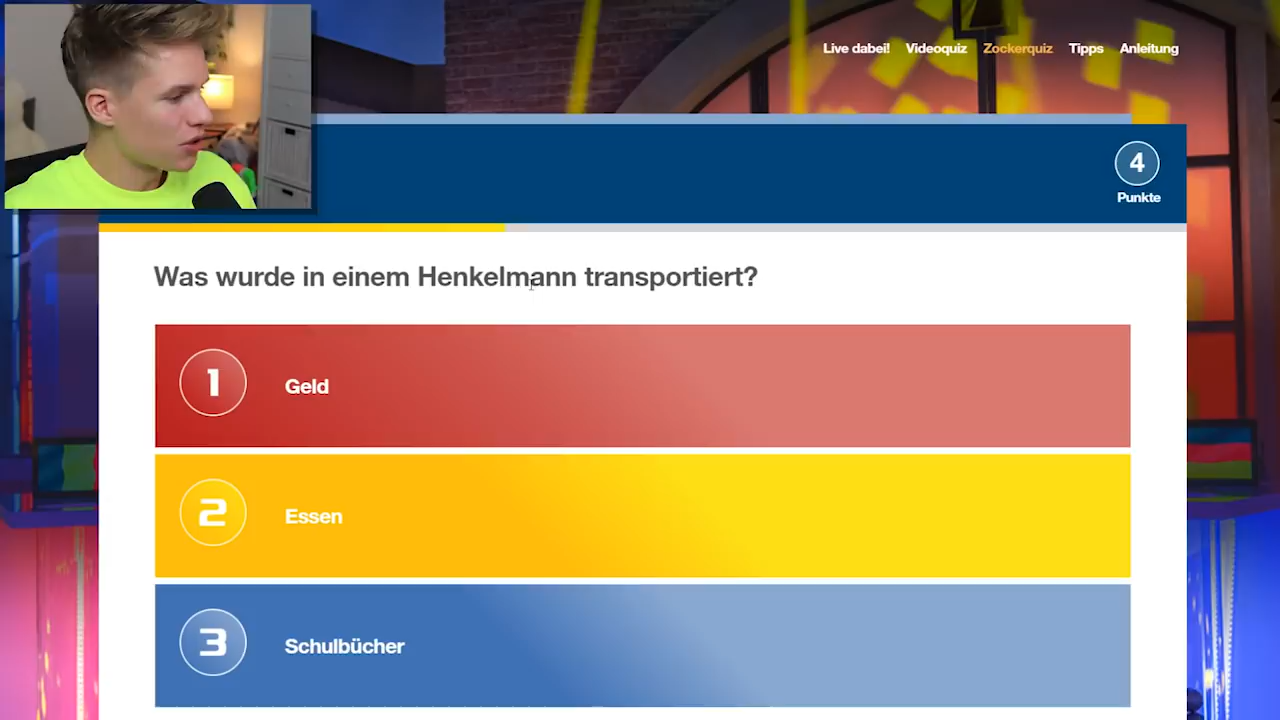 Live dabei! Videoquiz Zockerquiz Tipps Anleitung
4
Punkte
Was wurde in einem Henkelmann transportiert?
1 Geld
2 Essen
3 Schulbücher